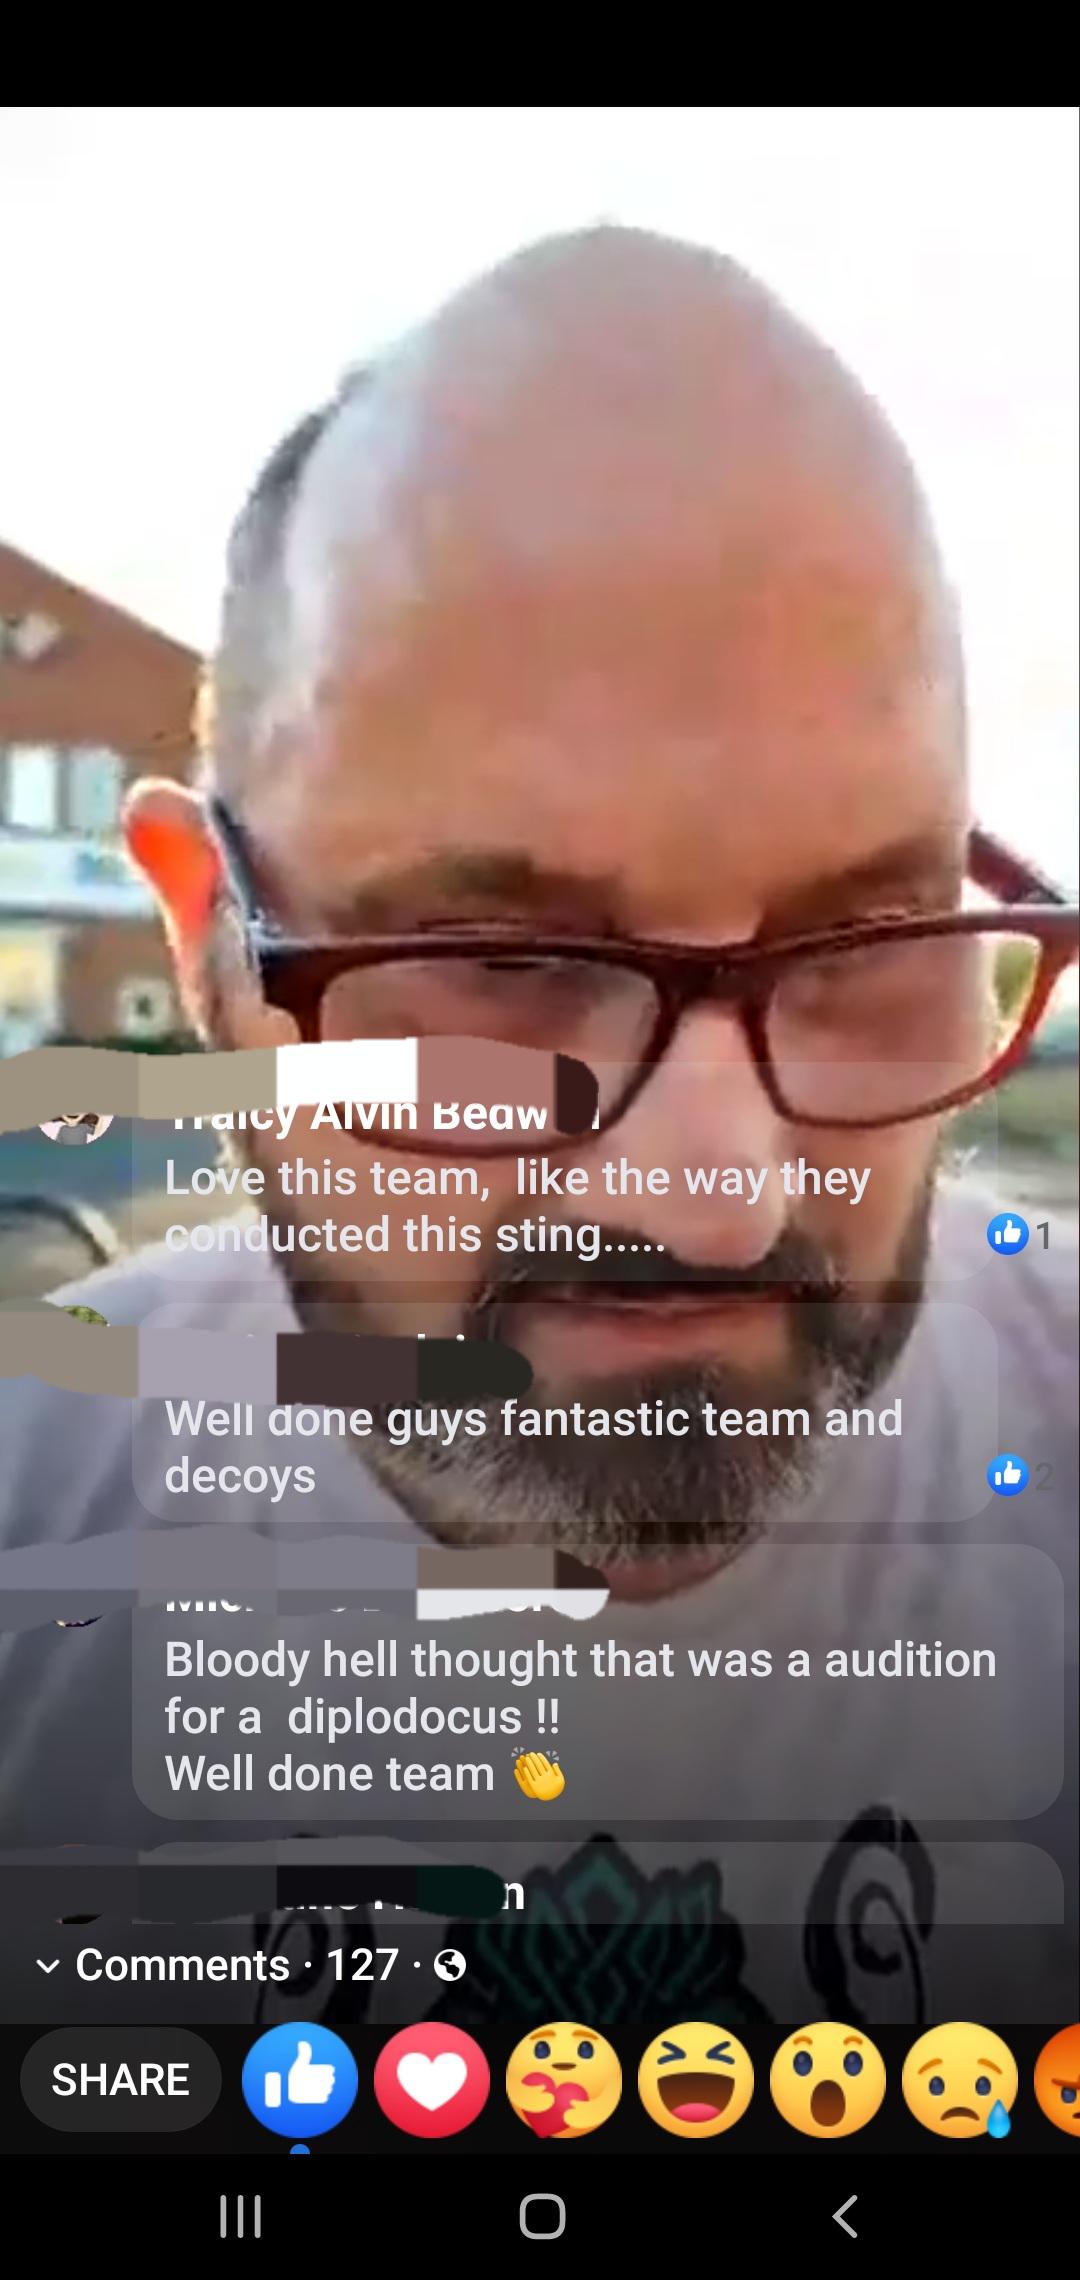 Alvin
Love this team, like the way they
conducted this sting.....
1
Well done guys fantastic team and
decoys
2
Bloody hell thought that was a audition
for a diplodocus !!
Well done team 👏
Comments · 127 ·
SHARE